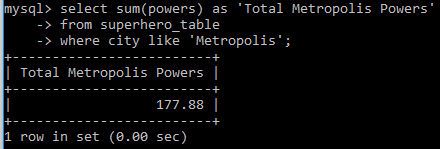 mysql> select sum(powers) as 'Total Metropolis Powers'
-> from superhero_table
-> where city like 'Metropolis';
+-------------------------+
| Total Metropolis Powers |
+-------------------------+
| 177.88 |
+-------------------------+
1 row in set (0.00 sec)